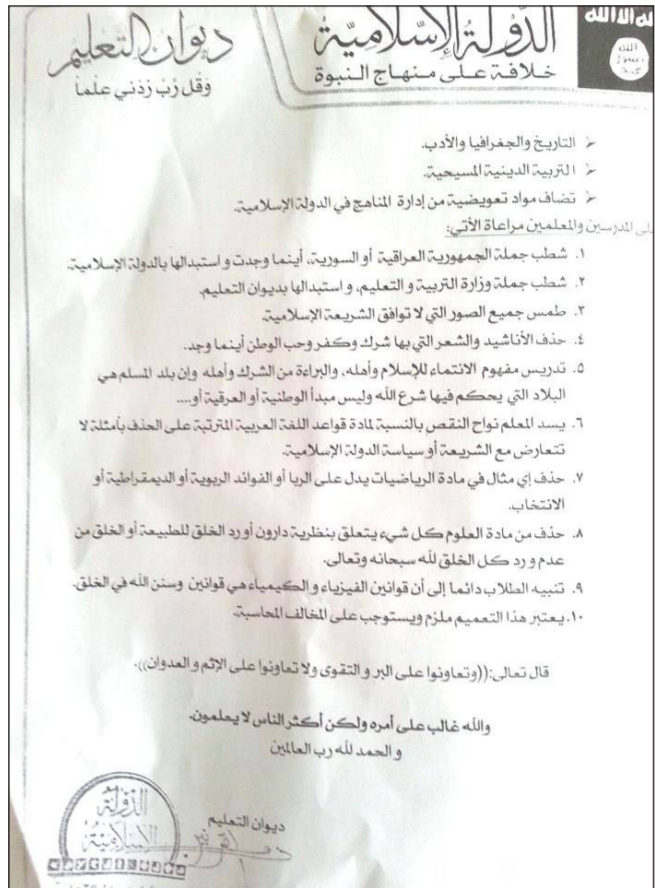 الدولة الإسلامية
خلافة على منهاج النبوة
ديوان التعليم
وقل رب زدني علما
التاريخ والجغرافيا والأدب.
التربية الدينية المسيحية.
تضاف مواد تعويضية من إدارة المناهج في الدولة الإسلامية.
المدرسين والمعلمين مراعاة الأتي:
١. شطب جملة الجمهورية العراقية أو السورية، أينما وجدت و استبدالها بالدولة الإسلامية.
٢. شطب جملة وزارة التربية و التعليم، و استبدالها بديوان التعليم.
٣. طمس جميع الصور التي لا توافق الشريعة الإسلامية.
٤. حذف الأناشيد والشعر التي بها شرك وكفر وحب الوطن أينما وجد.
٥. تدريس مفهوم الانتماء للإسلام وأهله، والبراءة من الشرك وأهله وإن بلد المسلم هي
البلاد التي يحكم فيها شرع الله وليس مبدأ الوطنية أو العرقية أو....
٦. يسد المعلم نواح النقص بالنسبة لمادة قواعد اللغة العربية المترتبة على الحذف بأمثلة لا
تتعارض مع الشريعة أو سياسة الدولة الإسلامية.
٧. حذف إي مثال في مادة الرياضيات يدل على الربا أو الفوائد الربوية أو الديمقراطية أو
الانتخاب.
٨. حذف من مادة العلوم كل شيء يتعلق بنظرية دارون أو رد الخلق للطبيعة أو الخلق من
عدم و رد كل الخلق لله سبحانه وتعالى.
٩. تنبيه الطلاب دائما إلى أن قوانين الفيزياء و الكيمياء هي قوانين وسنن الله في الخلق.
١٠. يعتبر هذا التعميم ملزم ويستوجب على المخالف المحاسبة.
قال تعالى:((وتعاونوا على البر و التقوى ولا تعاونوا على الإثم و العدوان)).
والله غالب على أمره ولكن أكثر الناس لا يعلمون.
و الحمد لله رب العالمين
ديوان التعليم
الدولة
الإسلامية